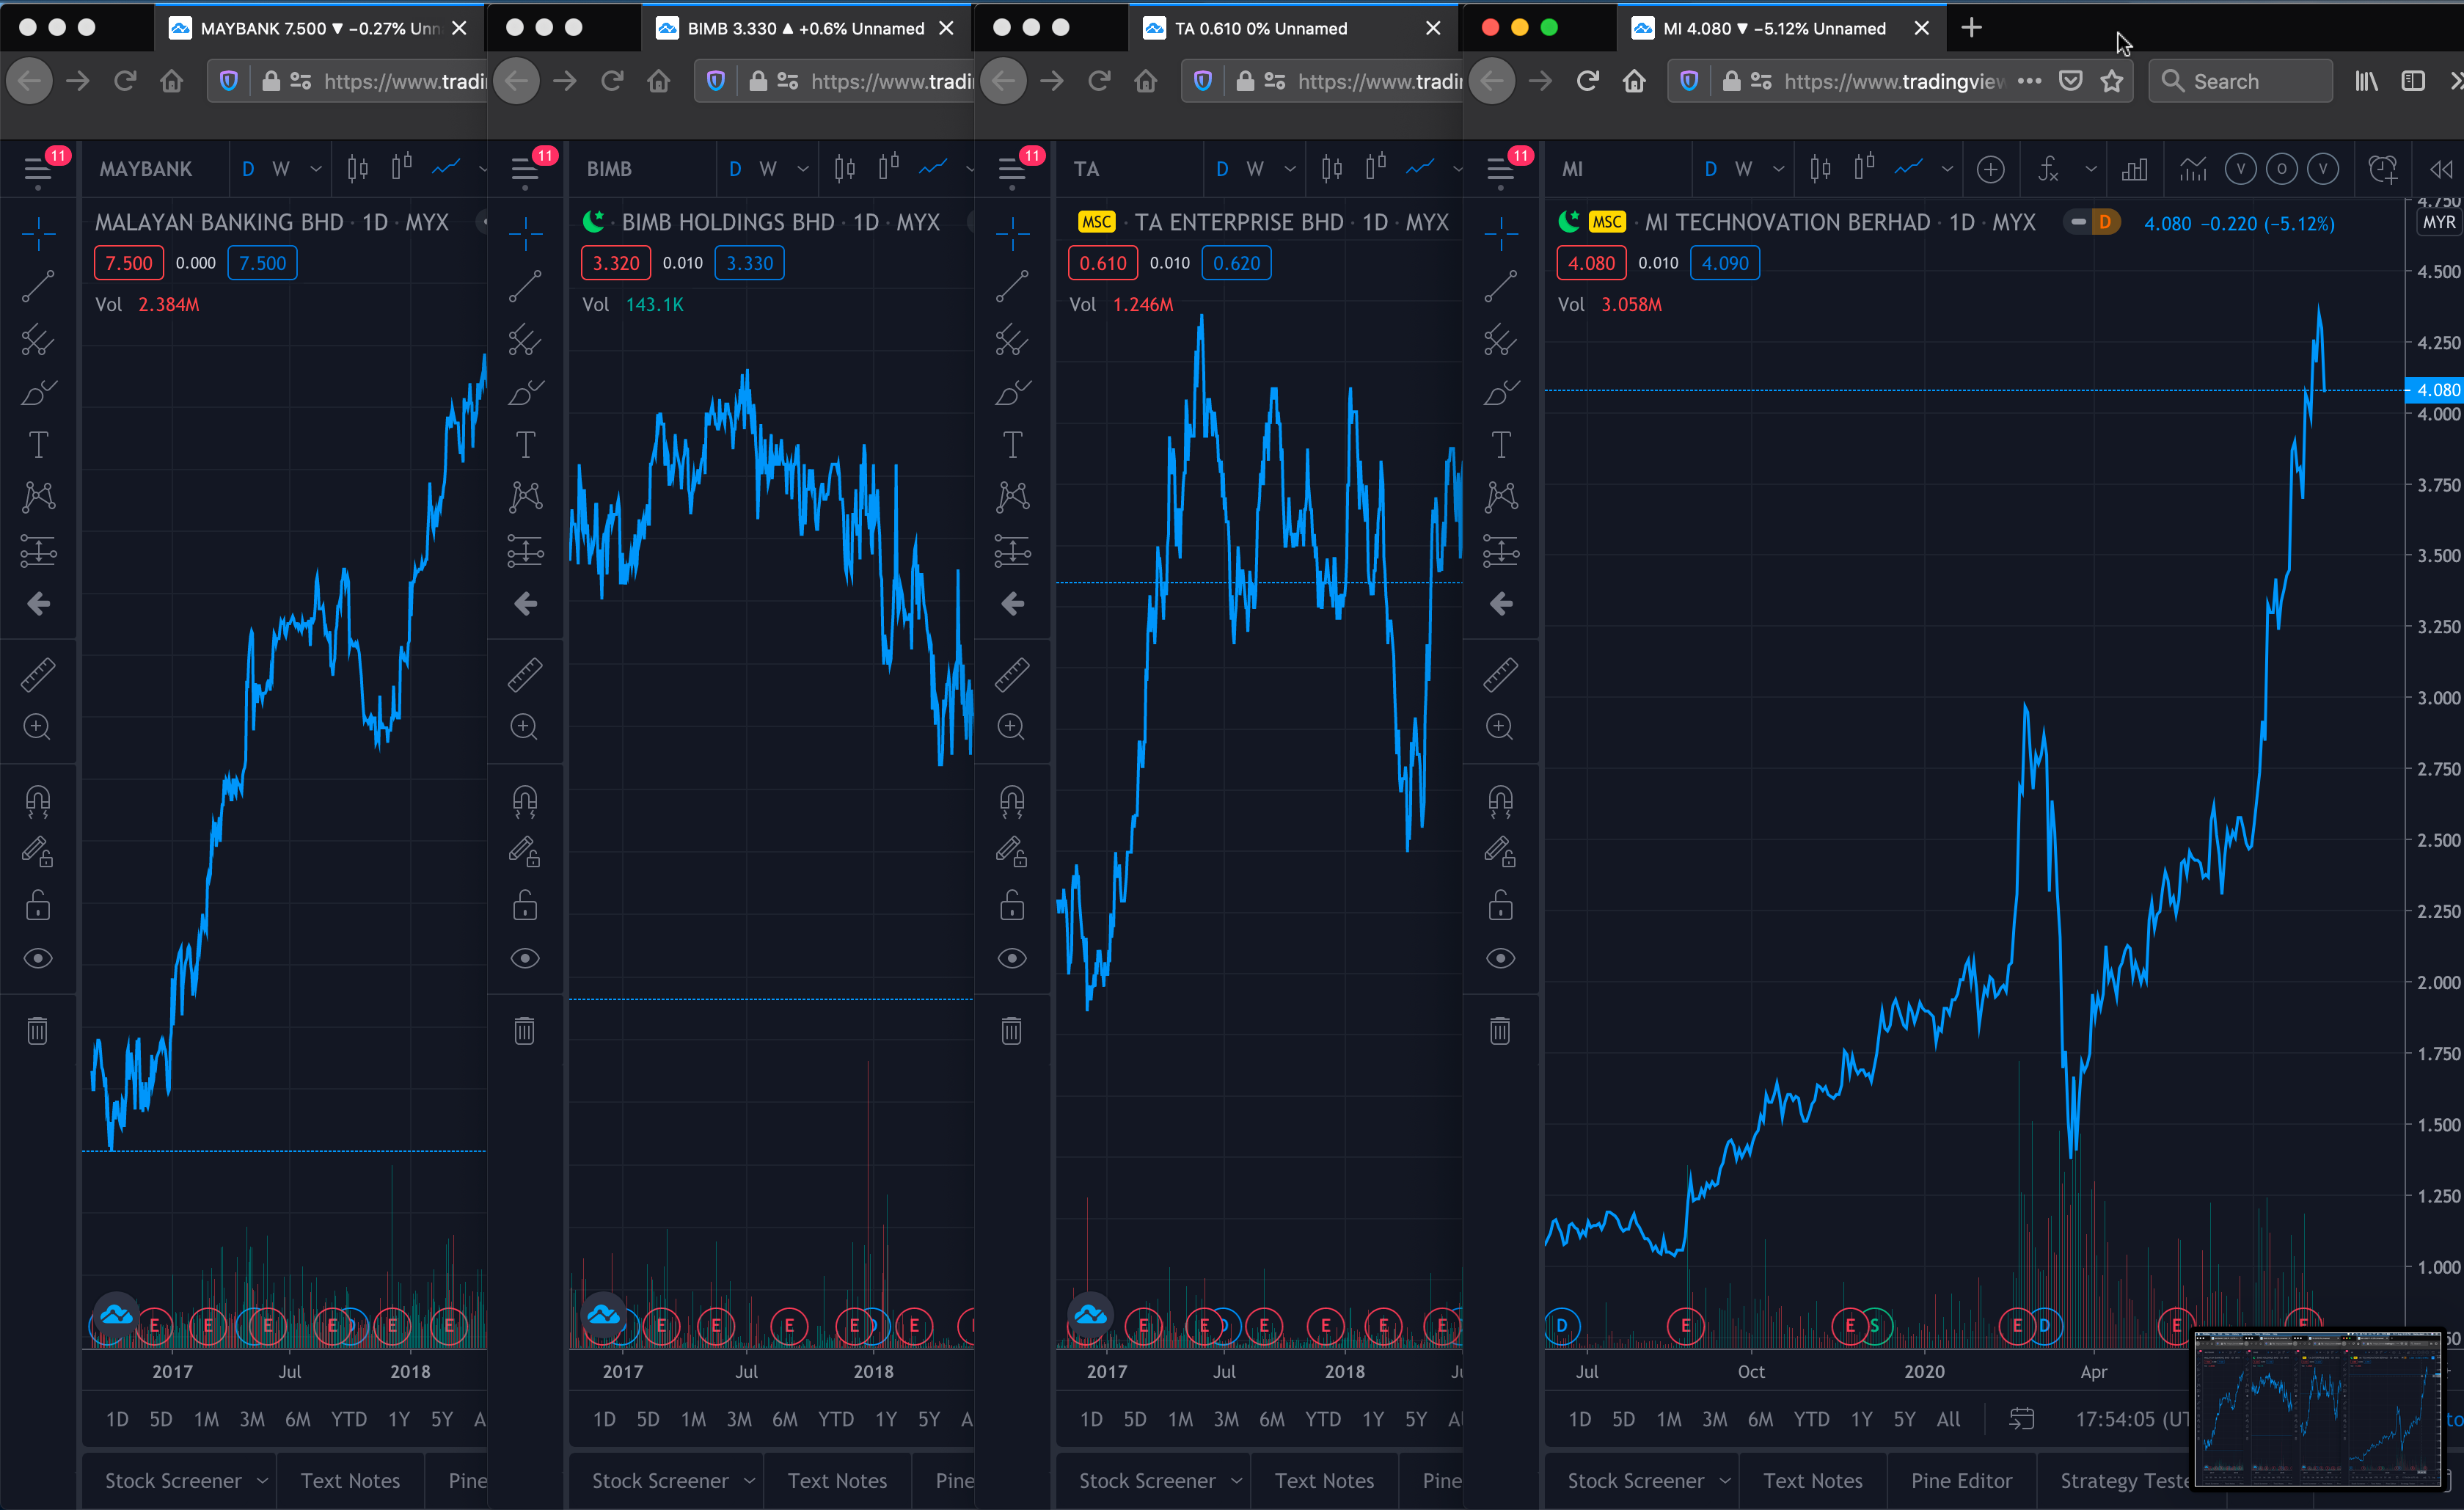 MAYBANK 7.500 ▼ −0.27% Unn
https://www.tradi
11
MAYBANK
D W
MALAYAN BANKING BHD · 1D · MYX
7.500 0.000 7.500
Vol 2.384M
T
E E E E E E
2017 Jul 2018
1D 5D 1M 3M 6M YTD 1Y 5Y A
Stock Screener Text Notes Pine
BIMB 3.330 ▲ +0.6% Unnamed
https://www.tradi
11
BIMB
D W
BIMB HOLDINGS BHD · 1D · MYX
3.320 0.010 3.330
Vol 143.1K
T
E E E E D E
2017 Jul 2018
1D 5D 1M 3M 6M YTD 1Y 5Y A
Stock Screener Text Notes Pine
TA 0.610 0% Unnamed
https://www.tradi
11
TA
D W
MSC · TA ENTERPRISE BHD · 1D · MYX
0.610 0.010 0.620
Vol 1.246M
T
E E D E E E E
2017 Jul 2018 Ju
1D 5D 1M 3M 6M YTD 1Y 5Y Al
Stock Screener Text Notes Pine
MI 4.080 ▼ −5.12% Unnamed
https://www.tradingview
Search
11
MI
D W
V O V
MSC · MI TECHNOVATION BERHAD · 1D · MYX
D
4.080 −0.220 (−5.12%)
MYR
4.080 0.010 4.090
Vol 3.058M
T
4.750
4.500
4.250
4.080
4.000
3.750
3.500
3.250
3.000
2.750
2.500
2.250
2.000
1.750
1.500
1.250
1.000
D E E S E D E E
Jul Oct 2020 Apr
1D 5D 1M 3M 6M YTD 1Y 5Y All
17:54:05 (UT
Stock Screener Text Notes Pine Editor Strategy Teste